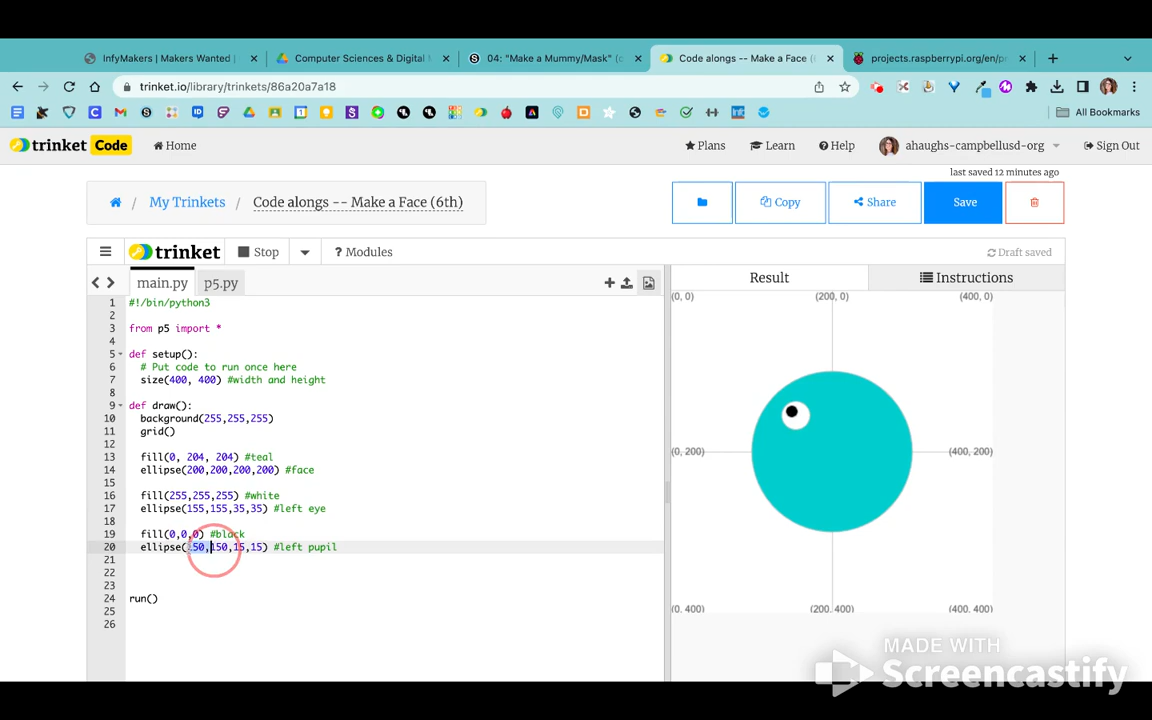 InfyMakers | Makers Wanted |
Computer Sciences & Digital
04: "Make a Mummy/Mask" (c
Code alongs -- Make a Face (
projects.raspberrypi.org/en/p
trinket.io/library/trinkets/86a20a7a18
All Bookmarks
trinket Code
Home
Plans
Learn
Help
ahaughs-campbellusd-org
Sign Out
last saved 12 minutes ago
My Trinkets / Code alongs -- Make a Face (6th)
Copy
Share
Save
trinket
Stop
? Modules
Draft saved
main.py
p5.py
Result
Instructions
1 #!/bin/python3
2
3 from p5 import *
4
5 def setup():
6 # Put code to run once here
7 size(400, 400) #width and height
8
9 def draw():
10 background(255,255,255)
11 grid()
12
13 fill(0, 204, 204) #teal
14 ellipse(200,200,200,200) #face
15
16 fill(255,255,255) #white
17 ellipse(155,155,35,35) #left eye
18
19 fill(0,0,0) #black
20 ellipse(150,150,15,15) #left pupil
21
22
23
24 run()
25
26
(0, 0) (200, 0) (400, 0)
(0, 200) (400, 200)
(0, 400) (200, 400) (400, 400)
MADE WITH
Screencastify